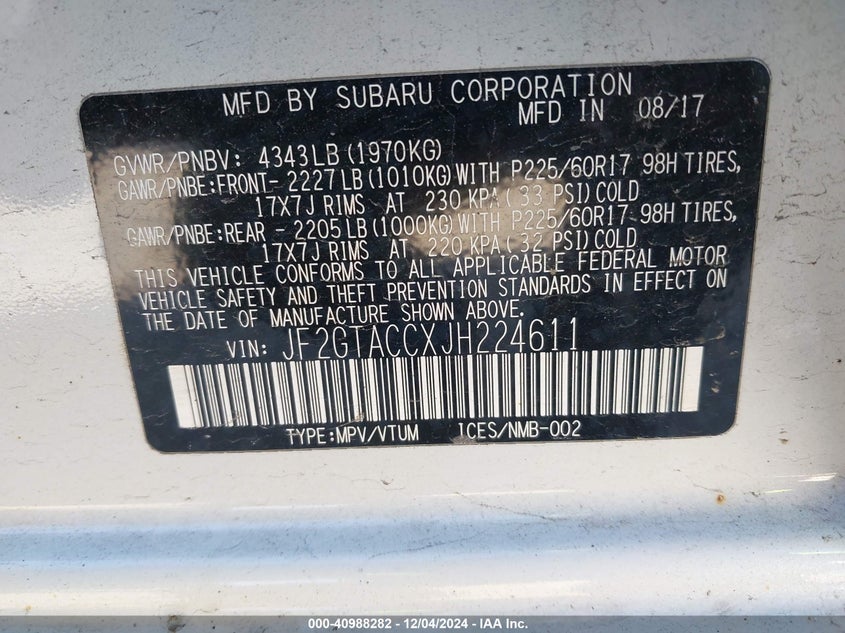 MFD BY SUBARU CORPORATION
MFD IN 08/17
GVWR/PNBV: 4343LB(1970KG)
GAWR/PNBE:FRONT- 2227LB(1010KG)WITH P225/60R17 98H TIRES,
17X7J RIMS AT 230 KPA(33 PSI)COLD
GAWR/PNBE:REAR - 2205LB(1000KG)WITH P225/60R17 98H TIRES,
17X7J RIMS AT 220 KPA(32 PSI)COLD
THIS VEHICLE CONFORMS TO ALL APPLICABLE FEDERAL MOTOR
VEHICLE SAFETY AND THEFT PREVENTION STANDARDS IN EFFECT ON
THE DATE OF MANUFACTURE SHOWN ABOVE.
VIN: JF2GTACCXJH224611
TYPE:MPV/VTUM ICES/NMB-002
000-40988282 - 12/04/2024 - IAA Inc.